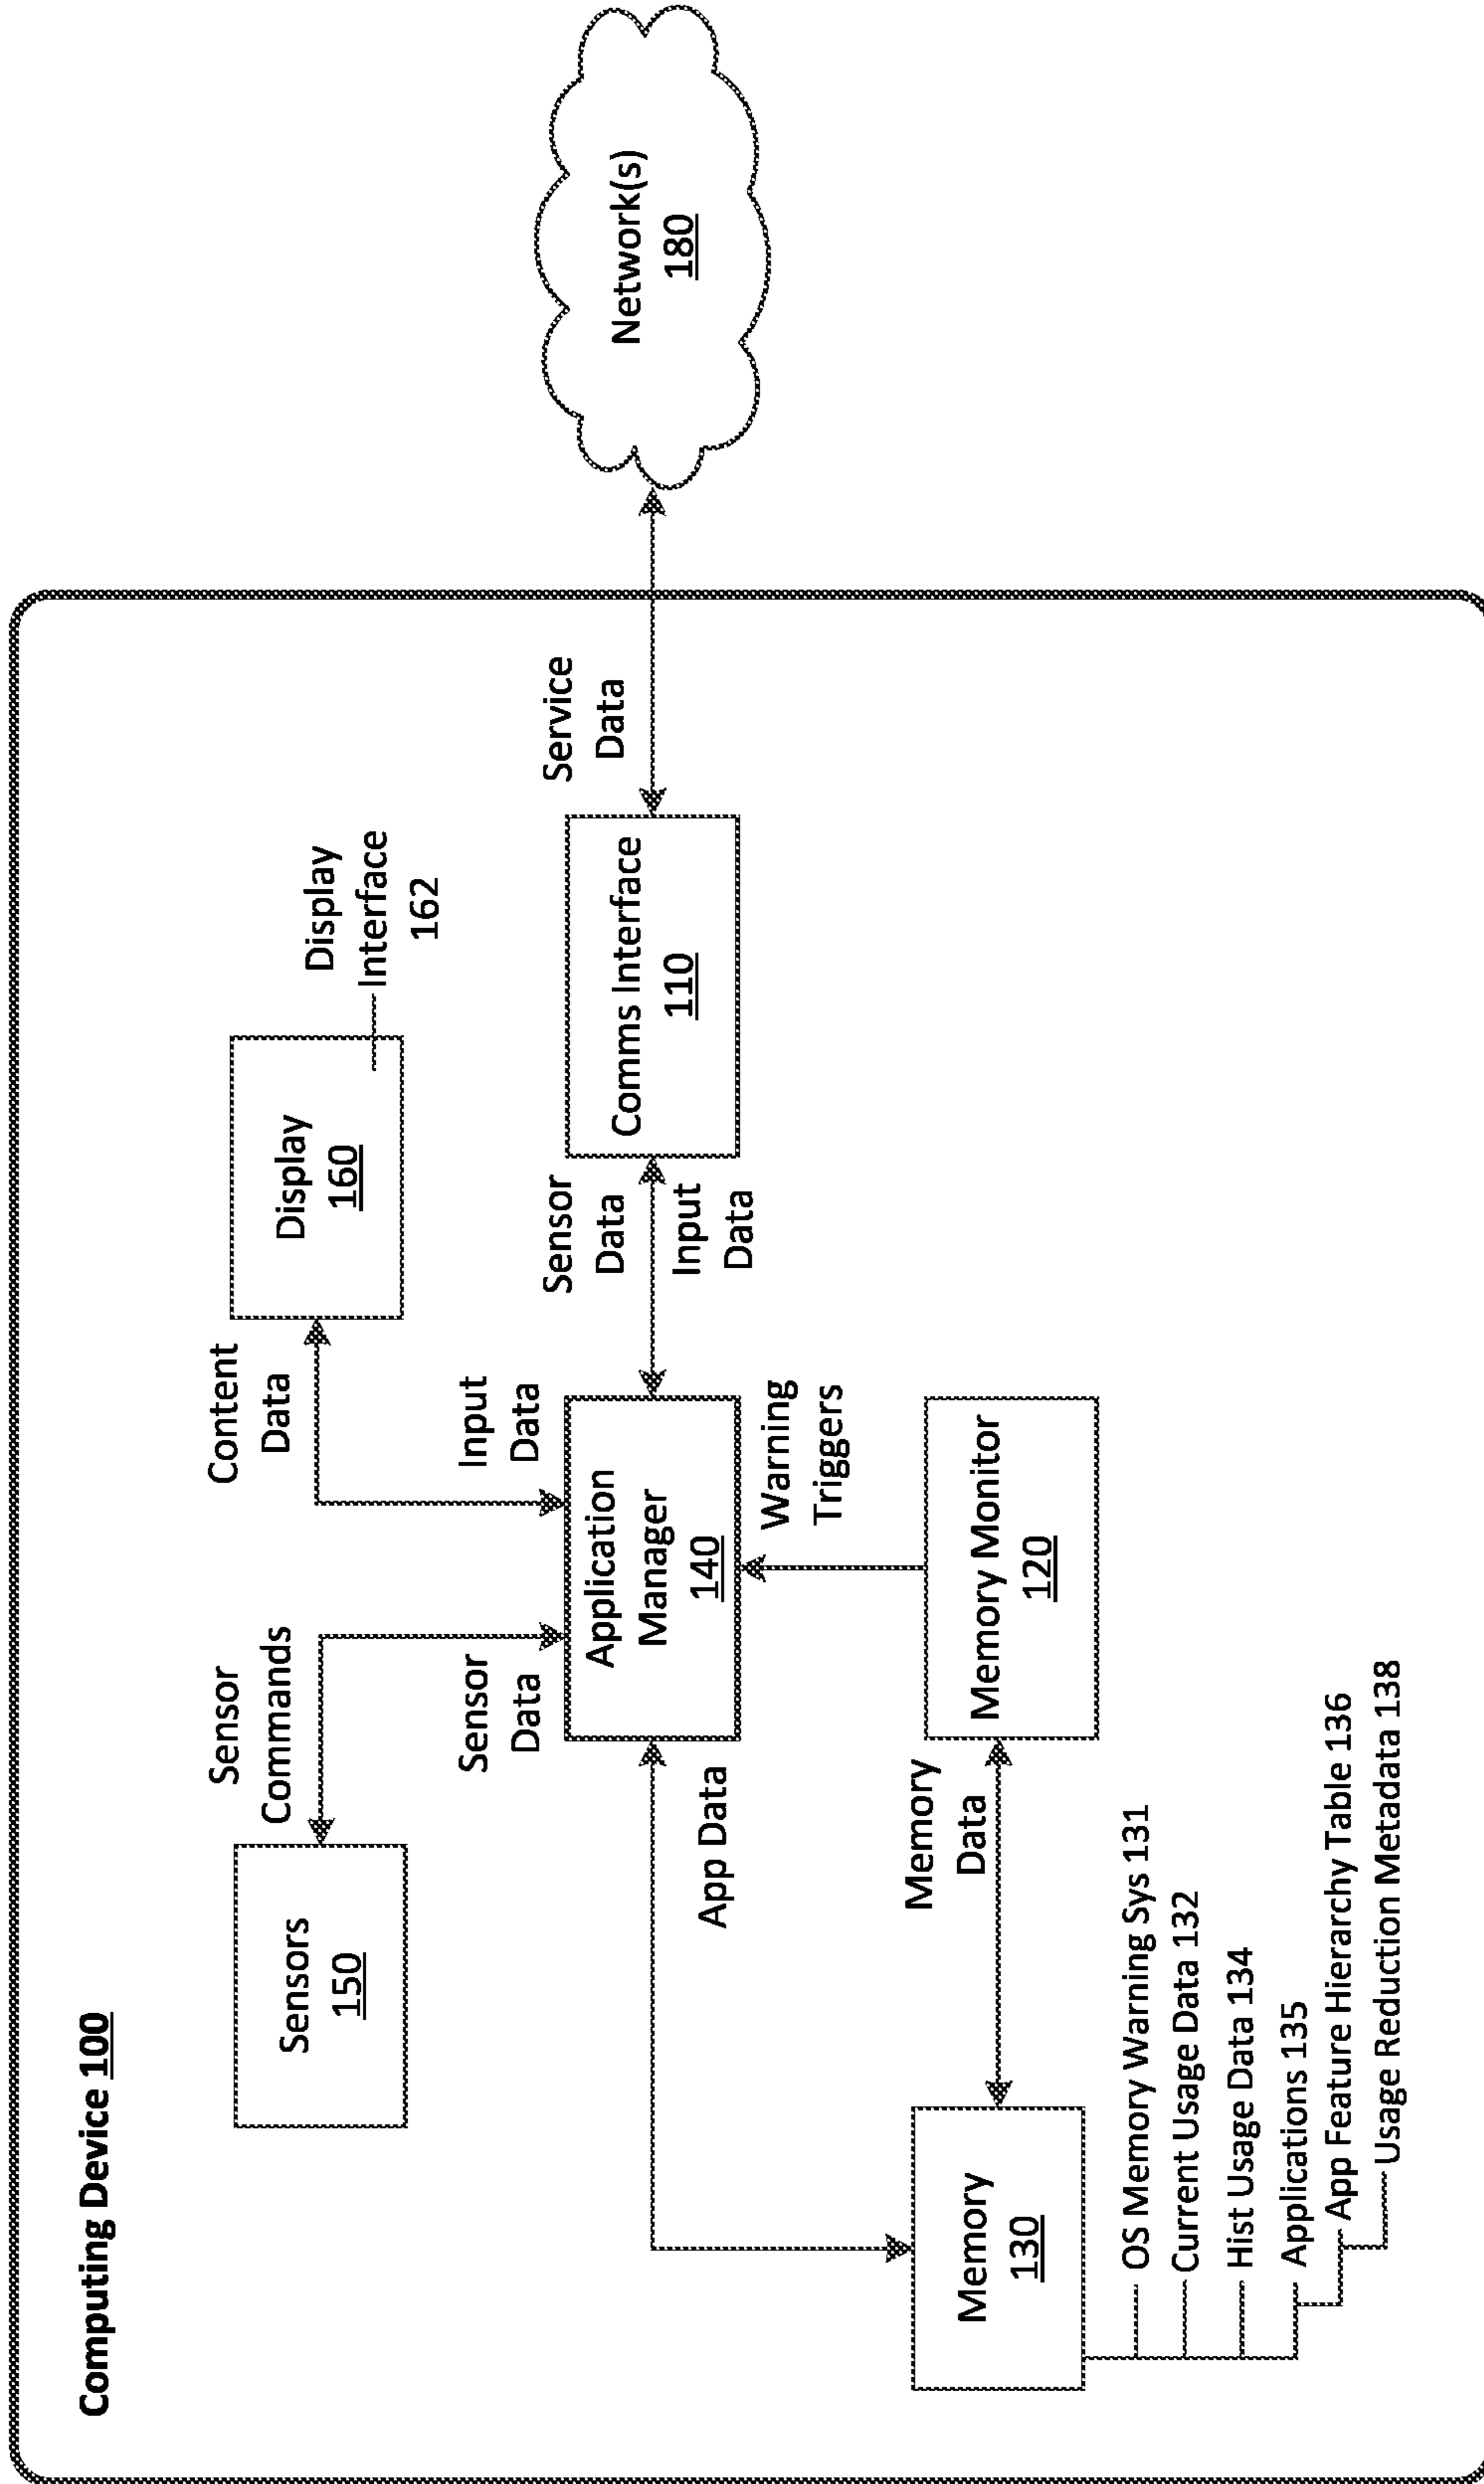 Computing Device 100
Sensors
150
Sensor
Commands
Sensor
Data
Content
Data
Input
Data
Display
160
Display
Interface
162
Application
Manager
140
Sensor
Data
Input
Data
Comms Interface
110
Service
Data
Network(s)
180
App Data
Warning
Triggers
Memory
130
Memory
Data
Memory Monitor
120
OS Memory Warning Sys 131
Current Usage Data 132
Hist Usage Data 134
Applications 135
App Feature Hierarchy Table 136
Usage Reduction Metadata 138